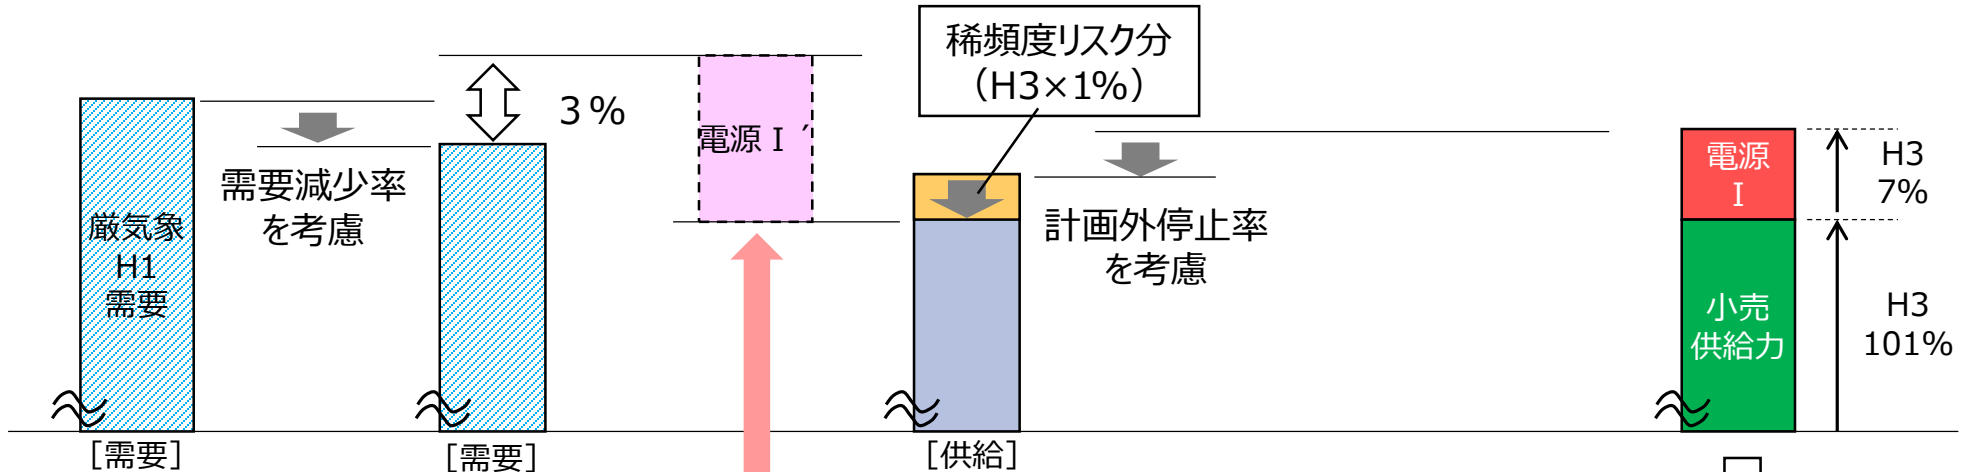 稀頻度リスク分
（H3×1%）
３%
電源Ⅰ´
需要減少率
を考慮
厳気象
H1
需要
計画外停止率
を考慮
電源
Ⅰ
H3
7%
小売
供給力
H3
101%
［需要］
［需要］
［供給］